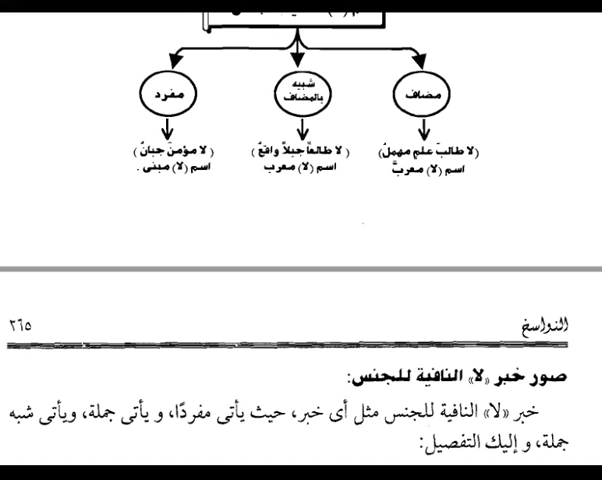 مضاف
شبيه
بالمضاف
مفرد
(لا طالبَ علمٍ مهملٌ)
اسم (لا) معربٌ
(لا طالعاً جبلاً واقعٌ)
اسم (لا) معرب
(لا مؤمنَ جبانٌ)
اسم (لا) مبنى .
النواسخ
٢٦٥
صور خبر «لا» النافية للجنس:
خبر «لا» النافية للجنس مثل أى خبر، حيث يأتى مفردًا، و يأتى جملة، ويأتى شبه
جملة، و إليك التفصيل: